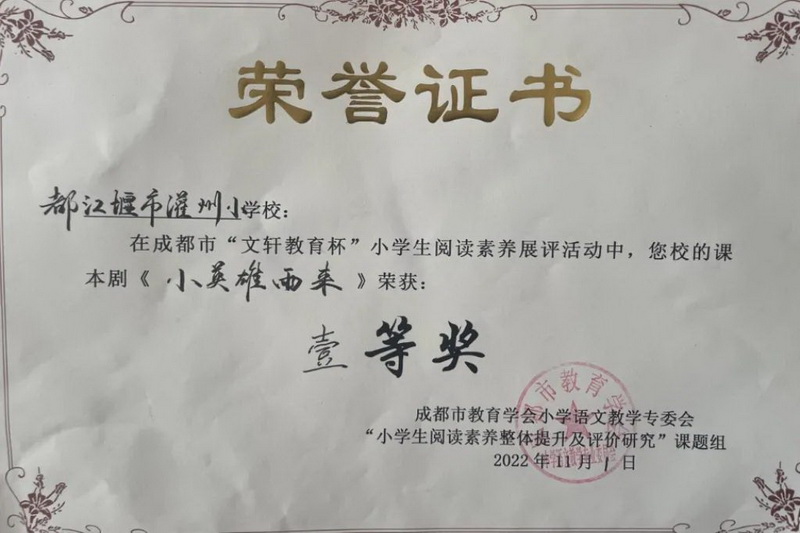 荣誉证书
都江堰市灌州小学校：
在成都市“文轩教育杯”小学生阅读素养展评活动中，您校的课
本剧《小英雄雨来》荣获：
壹等奖
成都市教育学会小学语文教学专委会
“小学生阅读素养整体提升及评价研究”课题组
2022年11月1日
市教育学